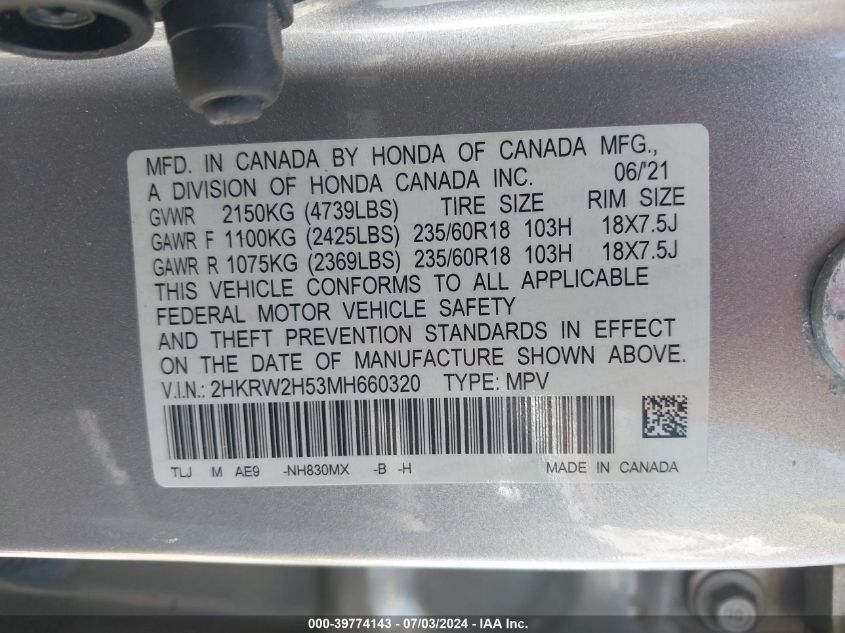 MFD. IN CANADA BY HONDA OF CANADA MFG.,
A DIVISION OF HONDA CANADA INC. 06/'21
GVWR 2150KG (4739LBS) TIRE SIZE RIM SIZE
GAWR F 1100KG (2425LBS) 235/60R18 103H 18X7.5J
GAWR R 1075KG (2369LBS) 235/60R18 103H 18X7.5J
THIS VEHICLE CONFORMS TO ALL APPLICABLE
FEDERAL MOTOR VEHICLE SAFETY
AND THEFT PREVENTION STANDARDS IN EFFECT
ON THE DATE OF MANUFACTURE SHOWN ABOVE.
V.I.N.: 2HKRW2H53MH660320 TYPE: MPV
TLJ M AE9 -NH830MX -B -H MADE IN CANADA
000-39774143 - 07/03/2024 - IAA Inc.